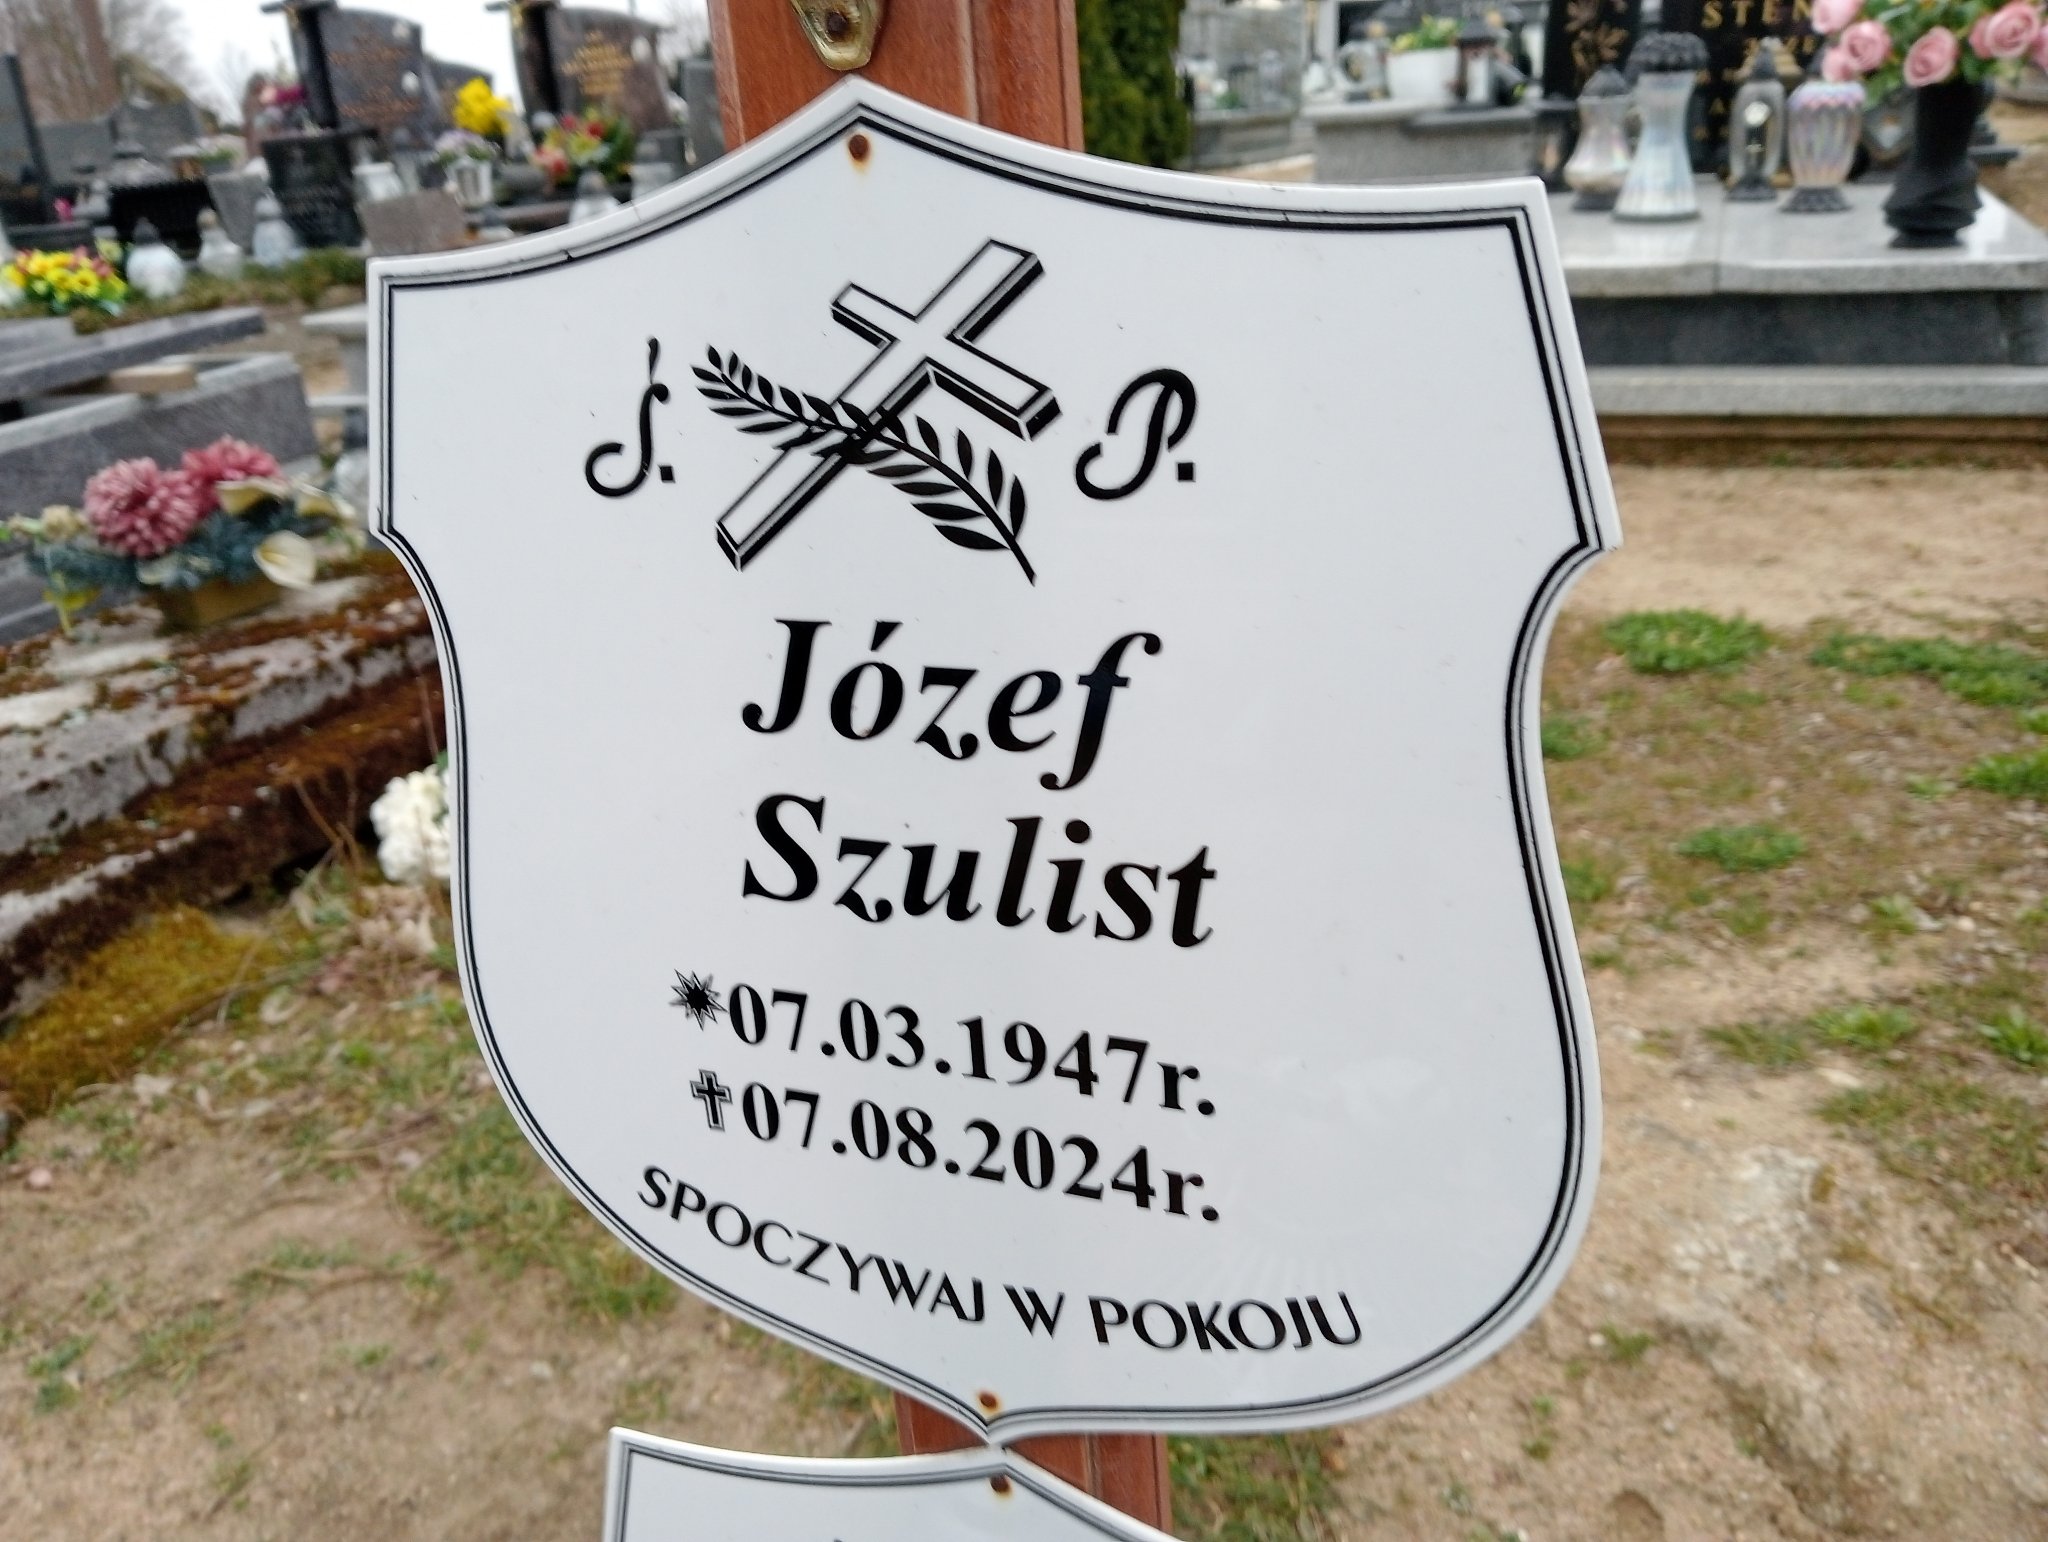 Ś. P.
Józef
Szulist
07.03.1947r.
07.08.2024r.
SPOCZYWAJ W POKOJU